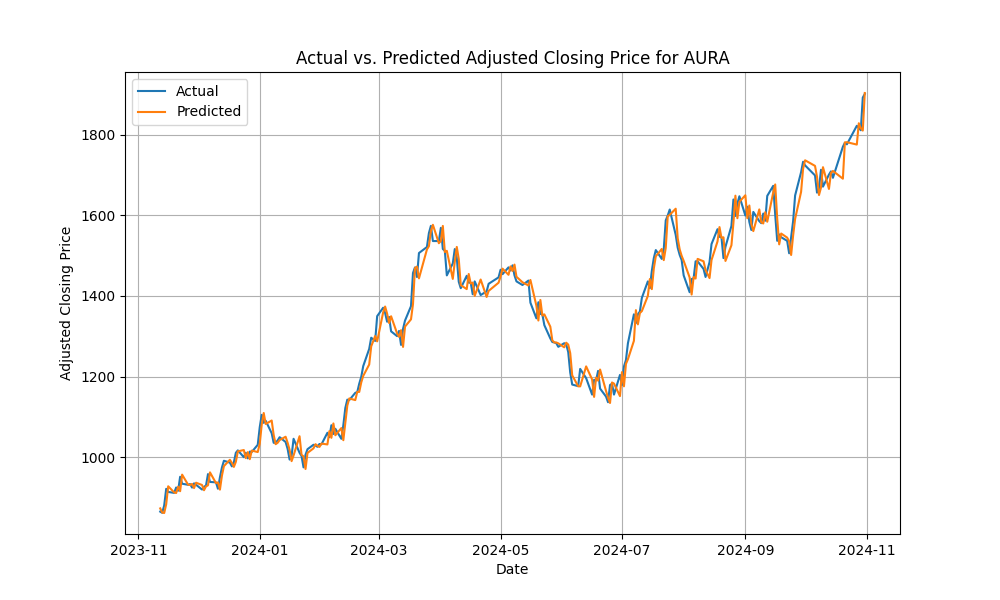 Actual vs. Predicted Adjusted Closing Price for AURA
Actual
Predicted
Adjusted Closing Price
1800
1600
1400
1200
1000
2023-11
2024-01
2024-03
2024-05
2024-07
2024-09
2024-11
Date